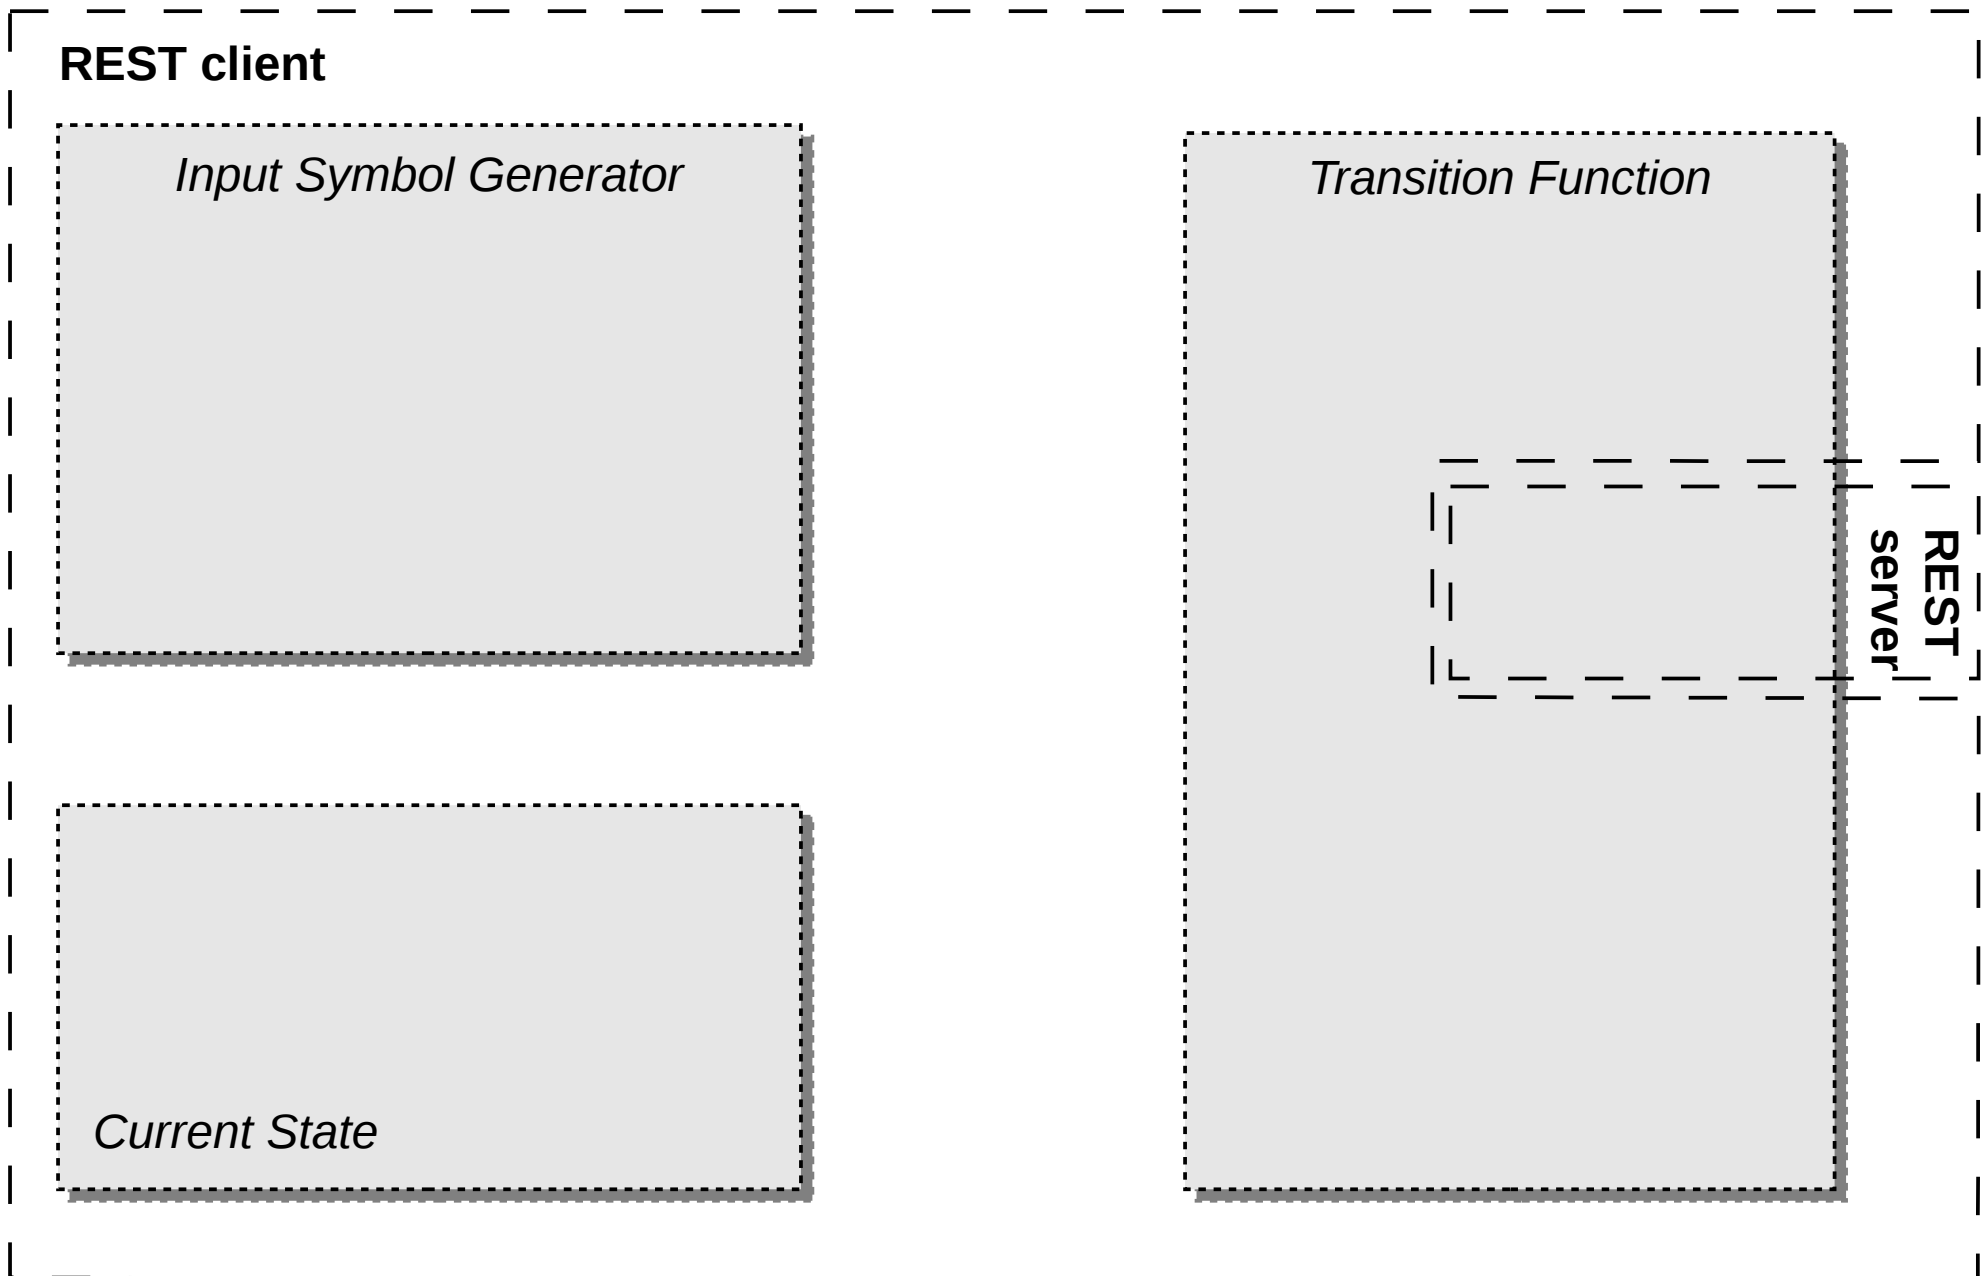 REST client
Input Symbol Generator
Transition Function
REST
server
Current State